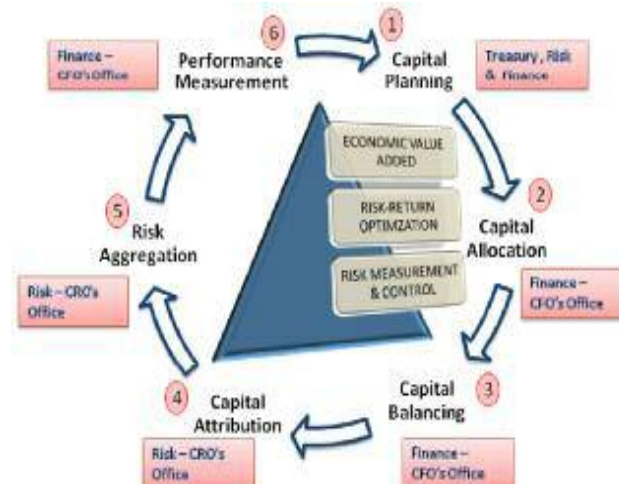 6
Performance
Measurement
Finance –
CFO's Office
1
Capital
Planning
Treasury, Risk
& Finance
ECONOMIC VALUE
ADDED
RISK-RETURN
OPTIMZATION
RISK MEASUREMENT
& CONTROL
2
Capital
Allocation
Finance –
CFO's Office
3
Capital
Balancing
Finance –
CFO's Office
4
Capital
Attribution
Risk – CRO's
Office
5
Risk
Aggregation
Risk – CRO's
Office